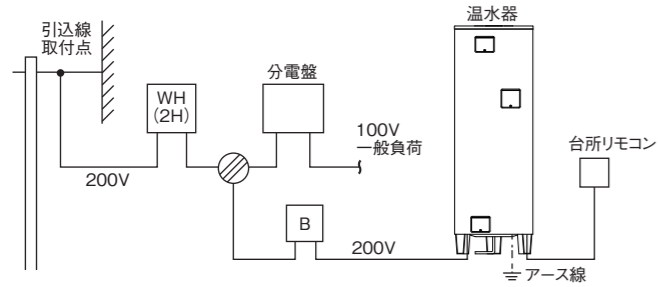 引込線
取付点
WH
(2H)
200V
分電盤
100V
一般負荷
B
200V
温水器
台所リモコン
アース線